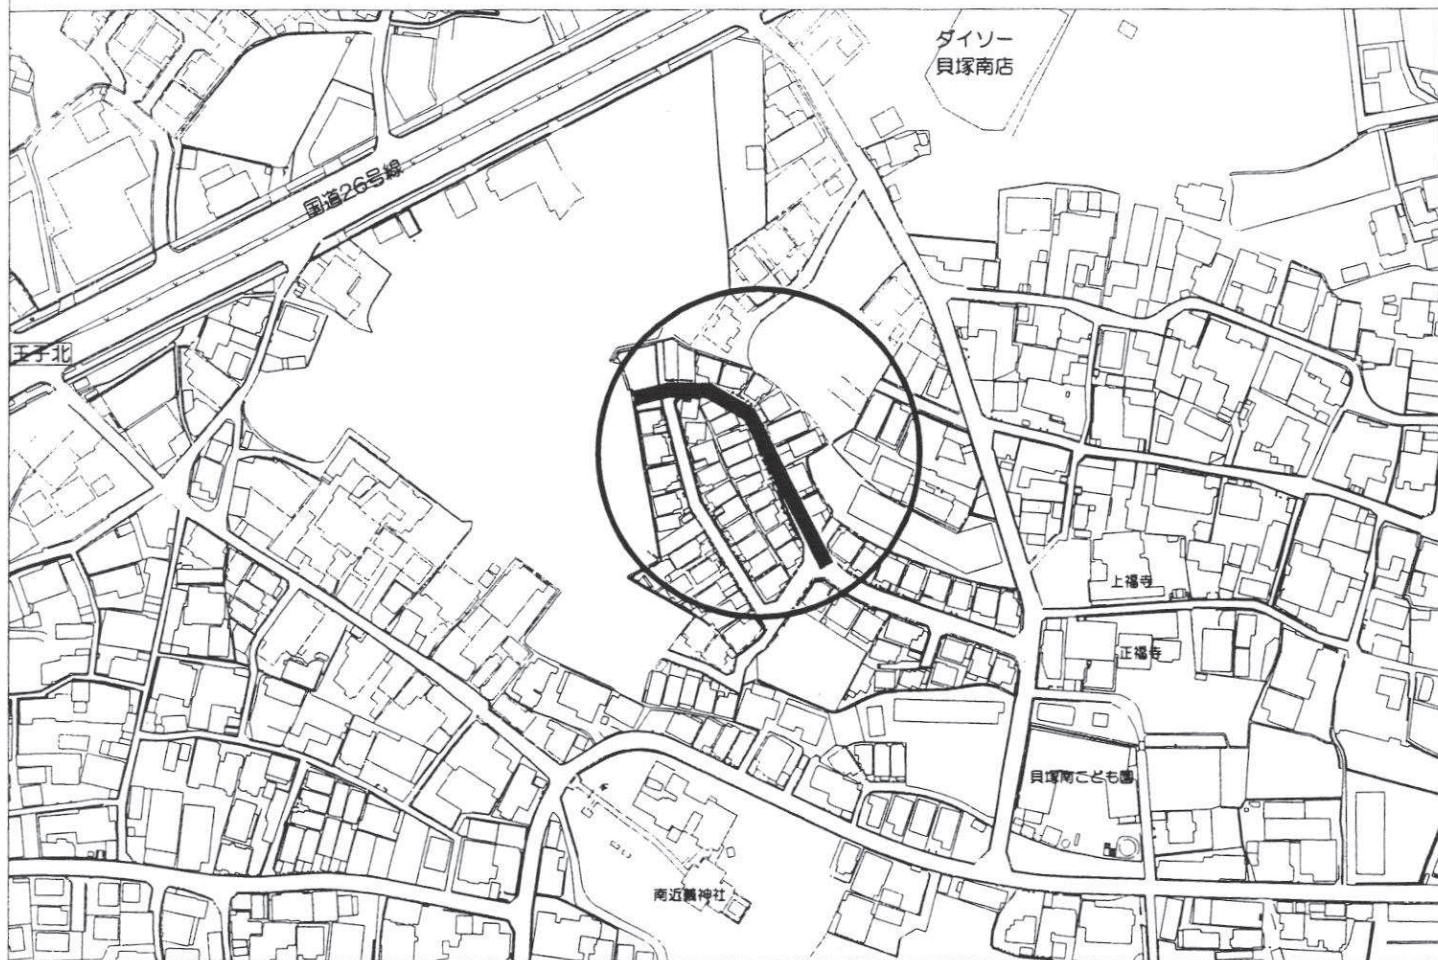 ダイソー
貝塚南店
国道26号線
王子北
上福寺
正福寺
貝塚南こども園
南近義神社